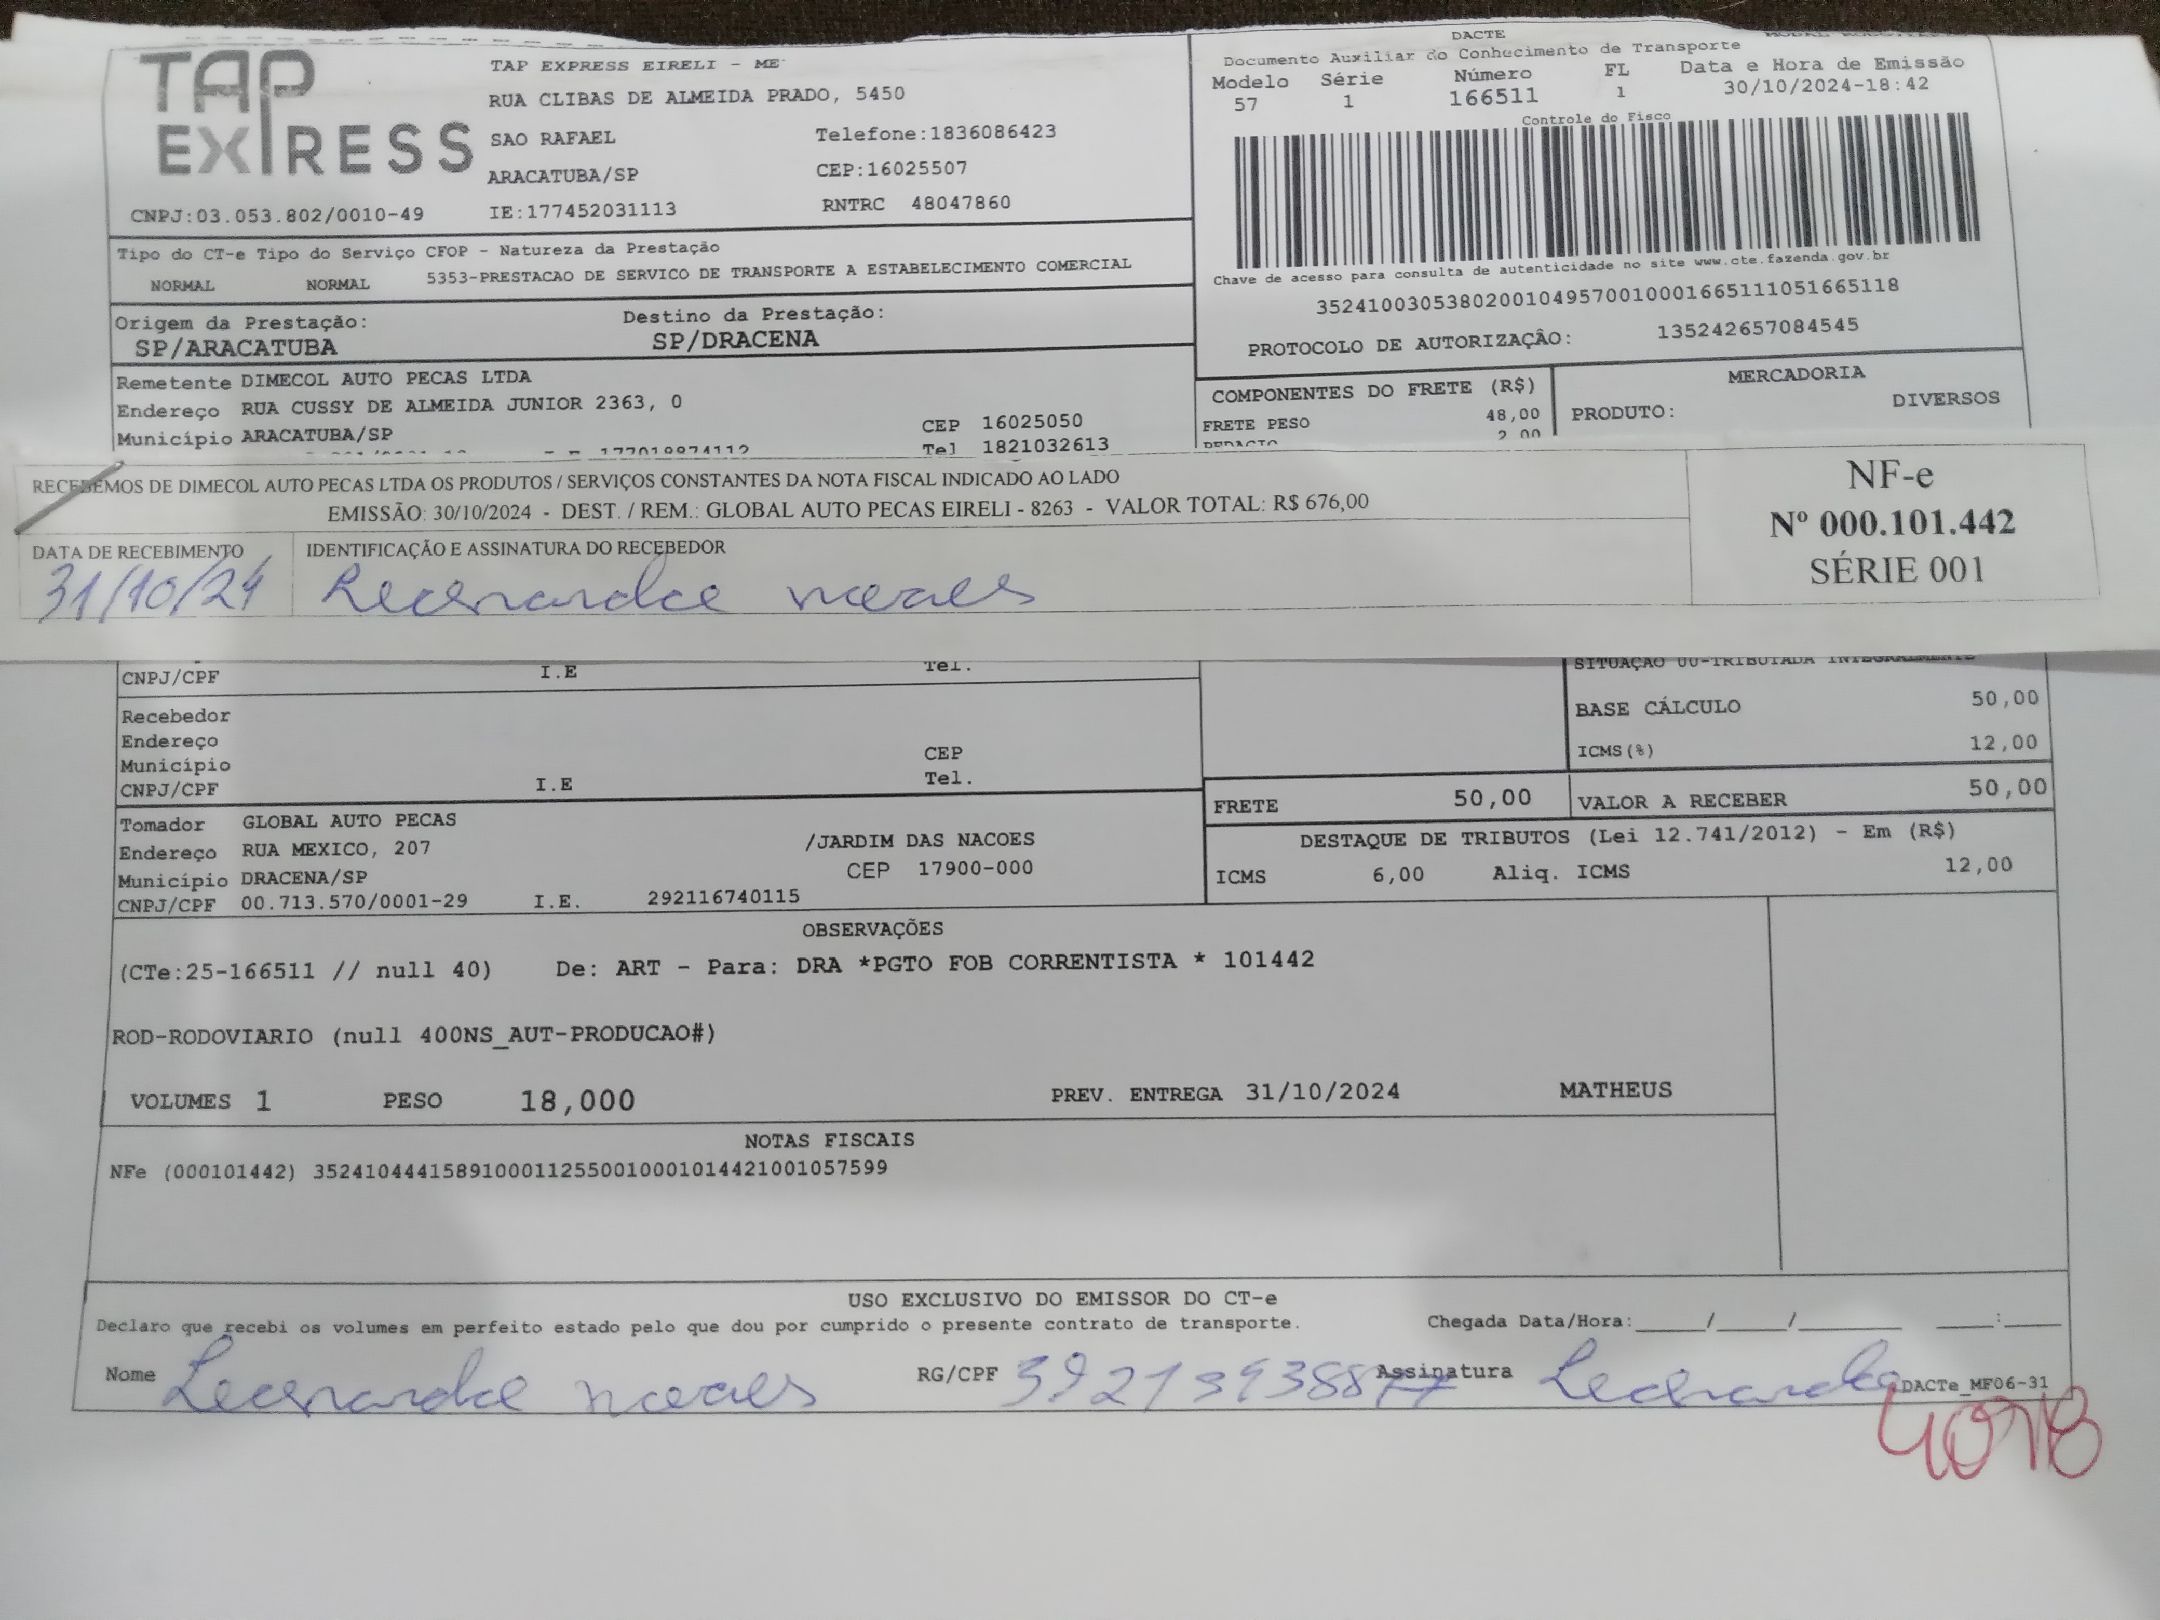 TAP EXPRESS
TAP EXPRESS EIRELI - ME
RUA CLIBAS DE ALMEIDA PRADO, 5450
SAO RAFAEL Telefone:1836086423
ARACATUBA/SP CEP:16025507
CNPJ:03.053.802/0010-49 IE:177452031113 RNTRC 48047860
DACTE
Documento Auxiliar do Conhecimento de Transporte
Modelo Série Número FL Data e Hora de Emissão
57 1 166511 1 30/10/2024-18:42
Controle do Fisco
Chave de acesso para consulta de autenticidade no site www.cte.fazenda.gov.br
35241003053802001049570010001665111051665118
PROTOCOLO DE AUTORIZAÇÂO: 135242657084545
Tipo do CT-e Tipo do Serviço CFOP - Natureza da Prestação
NORMAL NORMAL 5353-PRESTACAO DE SERVICO DE TRANSPORTE A ESTABELECIMENTO COMERCIAL
Origem da Prestação: Destino da Prestação:
SP/ARACATUBA SP/DRACENA
Remetente DIMECOL AUTO PECAS LTDA
Endereço RUA CUSSY DE ALMEIDA JUNIOR 2363, 0
Município ARACATUBA/SP CEP 16025050
177019874112 Tel 1821032613
COMPONENTES DO FRETE (R$) MERCADORIA
FRETE PESO 48,00 PRODUTO: DIVERSOS
2,00
RECEBEMOS DE DIMECOL AUTO PECAS LTDA OS PRODUTOS / SERVIÇOS CONSTANTES DA NOTA FISCAL INDICADO AO LADO
EMISSÃO: 30/10/2024 - DEST. / REM.: GLOBAL AUTO PECAS EIRELI - 8263 - VALOR TOTAL: R$ 676,00
NF-e
Nº 000.101.442
SÉRIE 001
DATA DE RECEBIMENTO IDENTIFICAÇÃO E ASSINATURA DO RECEBEDOR
31/10/24
CNPJ/CPF I.E Tel.
SITUAÇÃO 00-TRIBUTADA INTEGRALMENTE
Recebedor
Endereço
Município CEP
CNPJ/CPF I.E Tel.
BASE CÁLCULO 50,00
ICMS(%) 12,00
FRETE 50,00 VALOR A RECEBER 50,00
Tomador GLOBAL AUTO PECAS
Endereço RUA MEXICO, 207 /JARDIM DAS NACOES
Município DRACENA/SP CEP 17900-000
CNPJ/CPF 00.713.570/0001-29 I.E. 292116740115
DESTAQUE DE TRIBUTOS (Lei 12.741/2012) - Em (R$)
ICMS 6,00 Aliq. ICMS 12,00
OBSERVAÇÕES
(CTe:25-166511 // null 40) De: ART - Para: DRA *PGTO FOB CORRENTISTA * 101442
ROD-RODOVIARIO (null 400NS_AUT-PRODUCAO#)
VOLUMES 1 PESO 18,000 PREV. ENTREGA 31/10/2024 MATHEUS
NOTAS FISCAIS
NFe (000101442) 35241044415891000112550010001014421001057599
USO EXCLUSIVO DO EMISSOR DO CT-e
Declaro que recebi os volumes em perfeito estado pelo que dou por cumprido o presente contrato de transporte. Chegada Data/Hora:_____/_____/________ ____:____
Nome RG/CPF Assinatura
DACTe_MF06-31